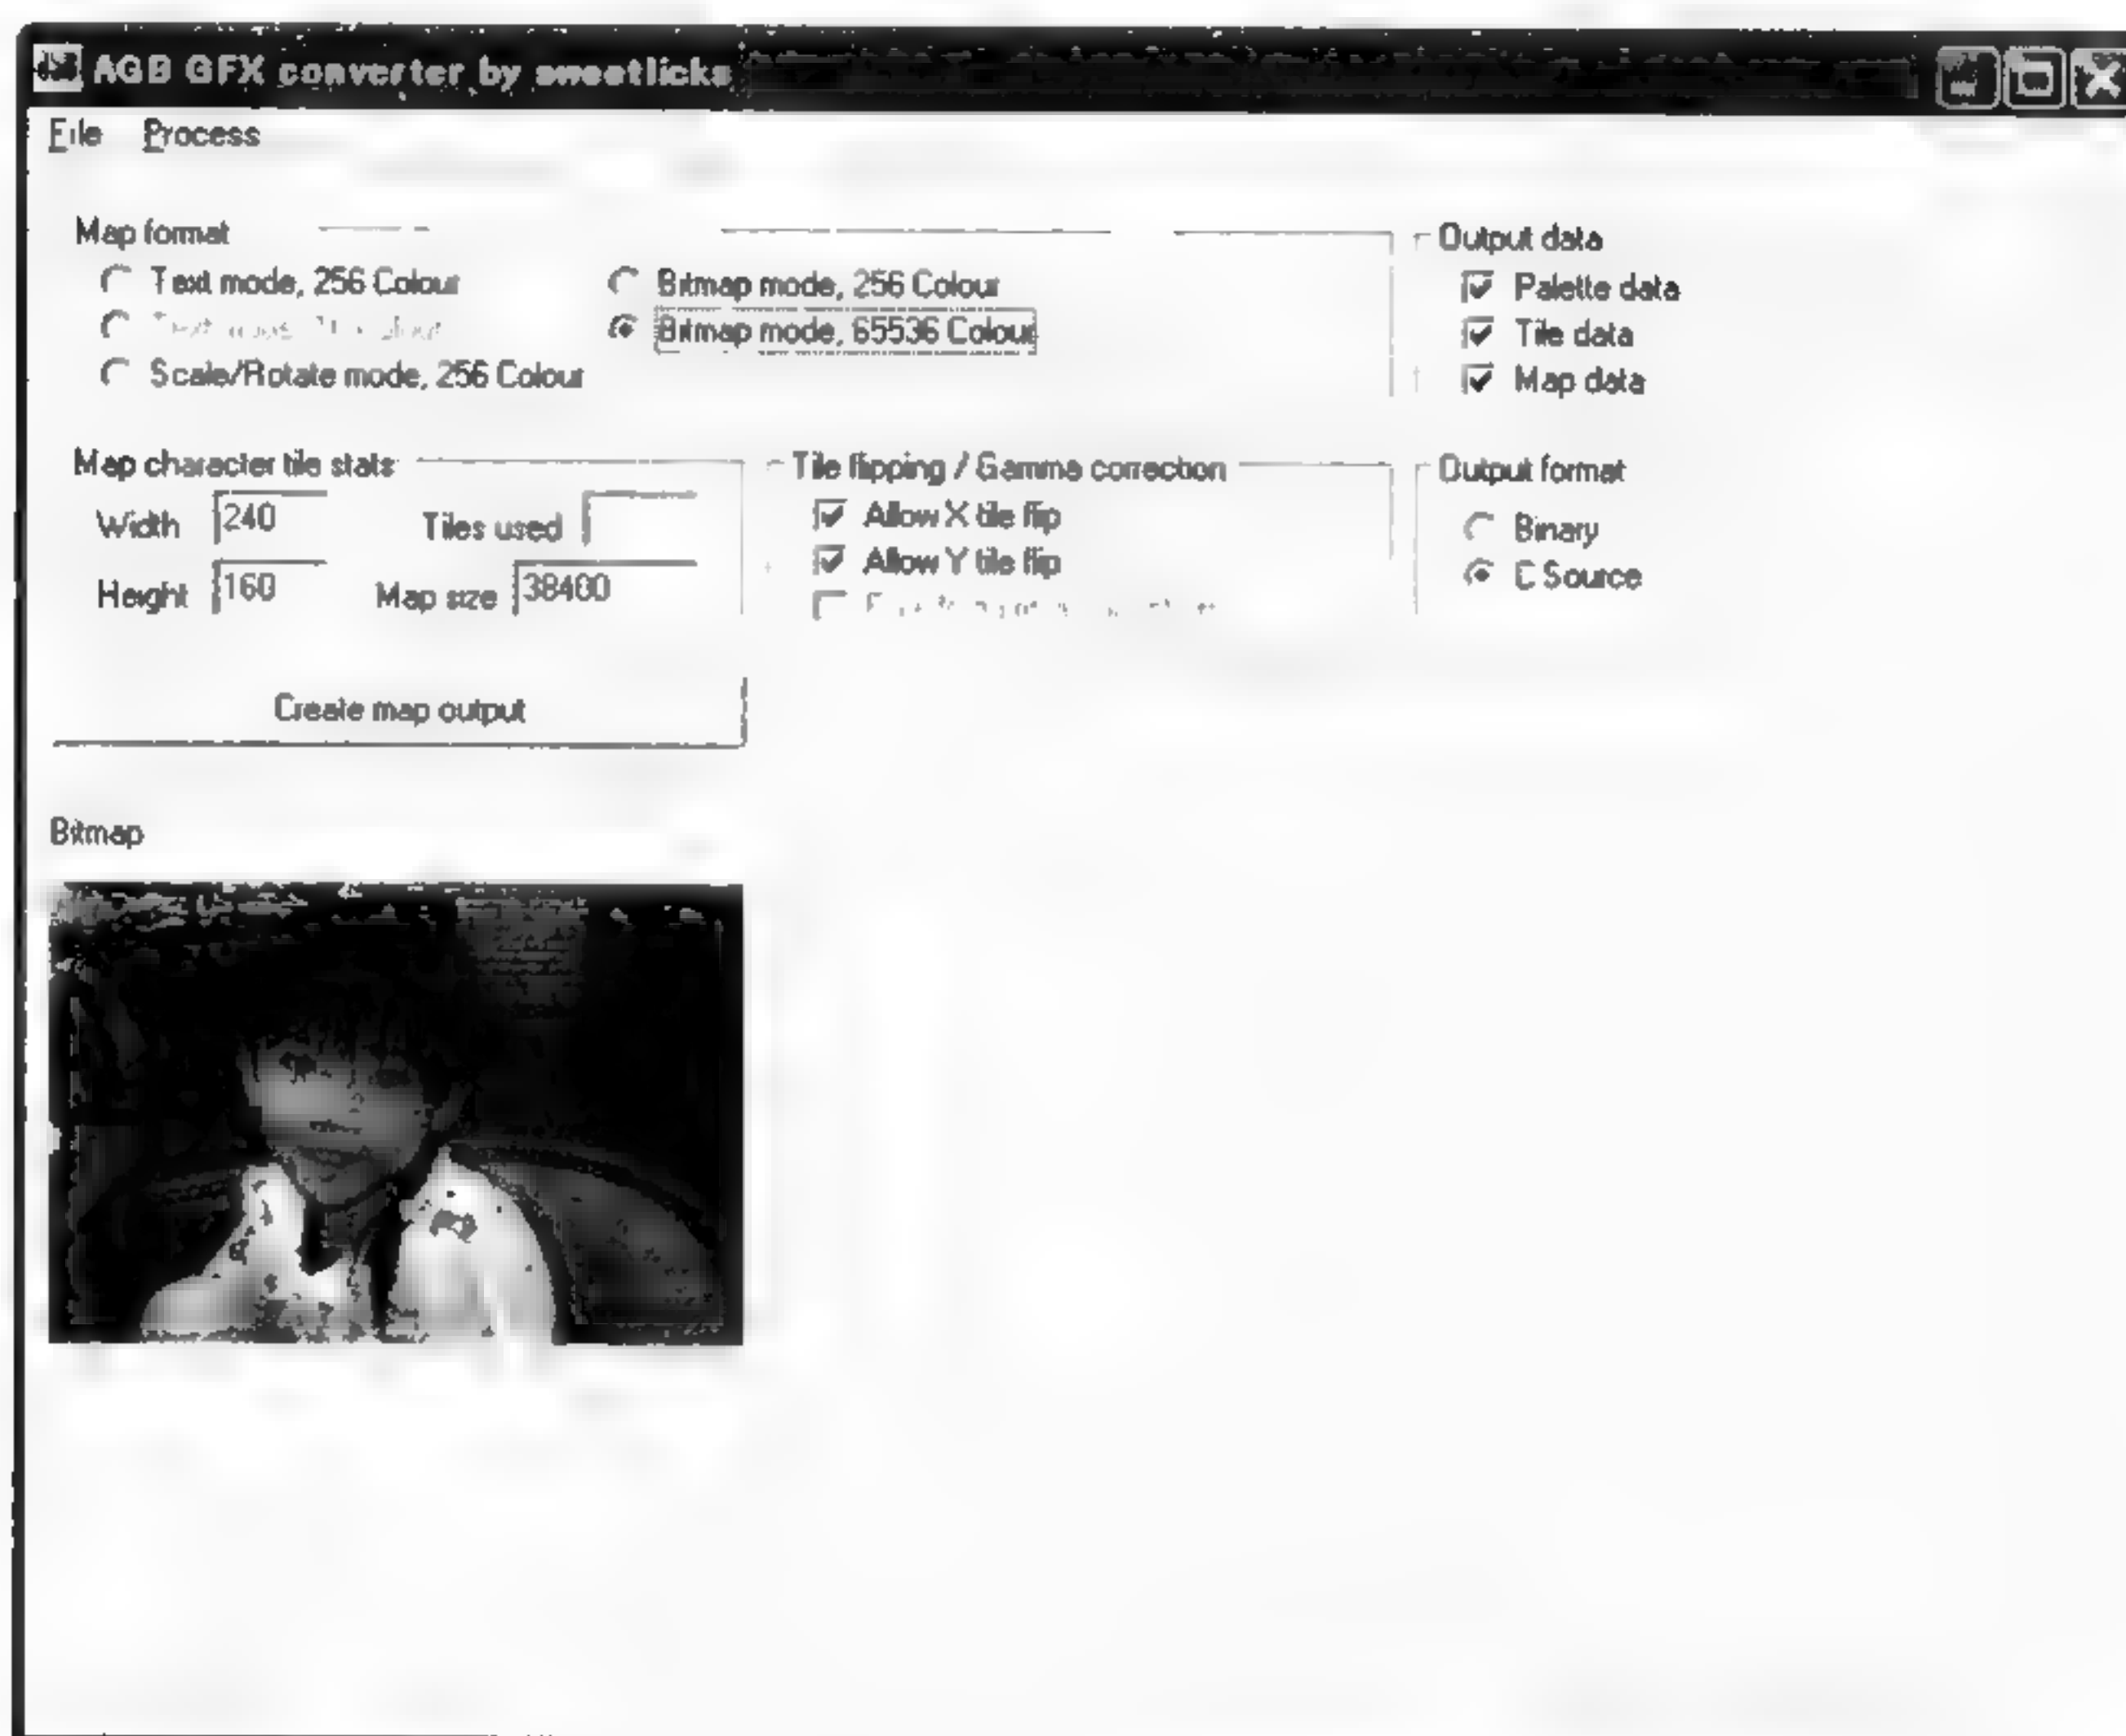 AGB GFX converter by sweetlicks
File Process
Map format
Text mode, 256 Colour
Scale/Rotate mode, 256 Colour
Bitmap mode, 256 Colour
Bitmap mode, 65536 Colour
Output data
Palette data
Tile data
Map data
Map character tile stats
Width 240 Tiles used
Height 160 Map size 38400
Tile flipping / Gamma correction
Allow X tile flip
Allow Y tile flip
Output format
Binary
C Source
Create map output
Bitmap